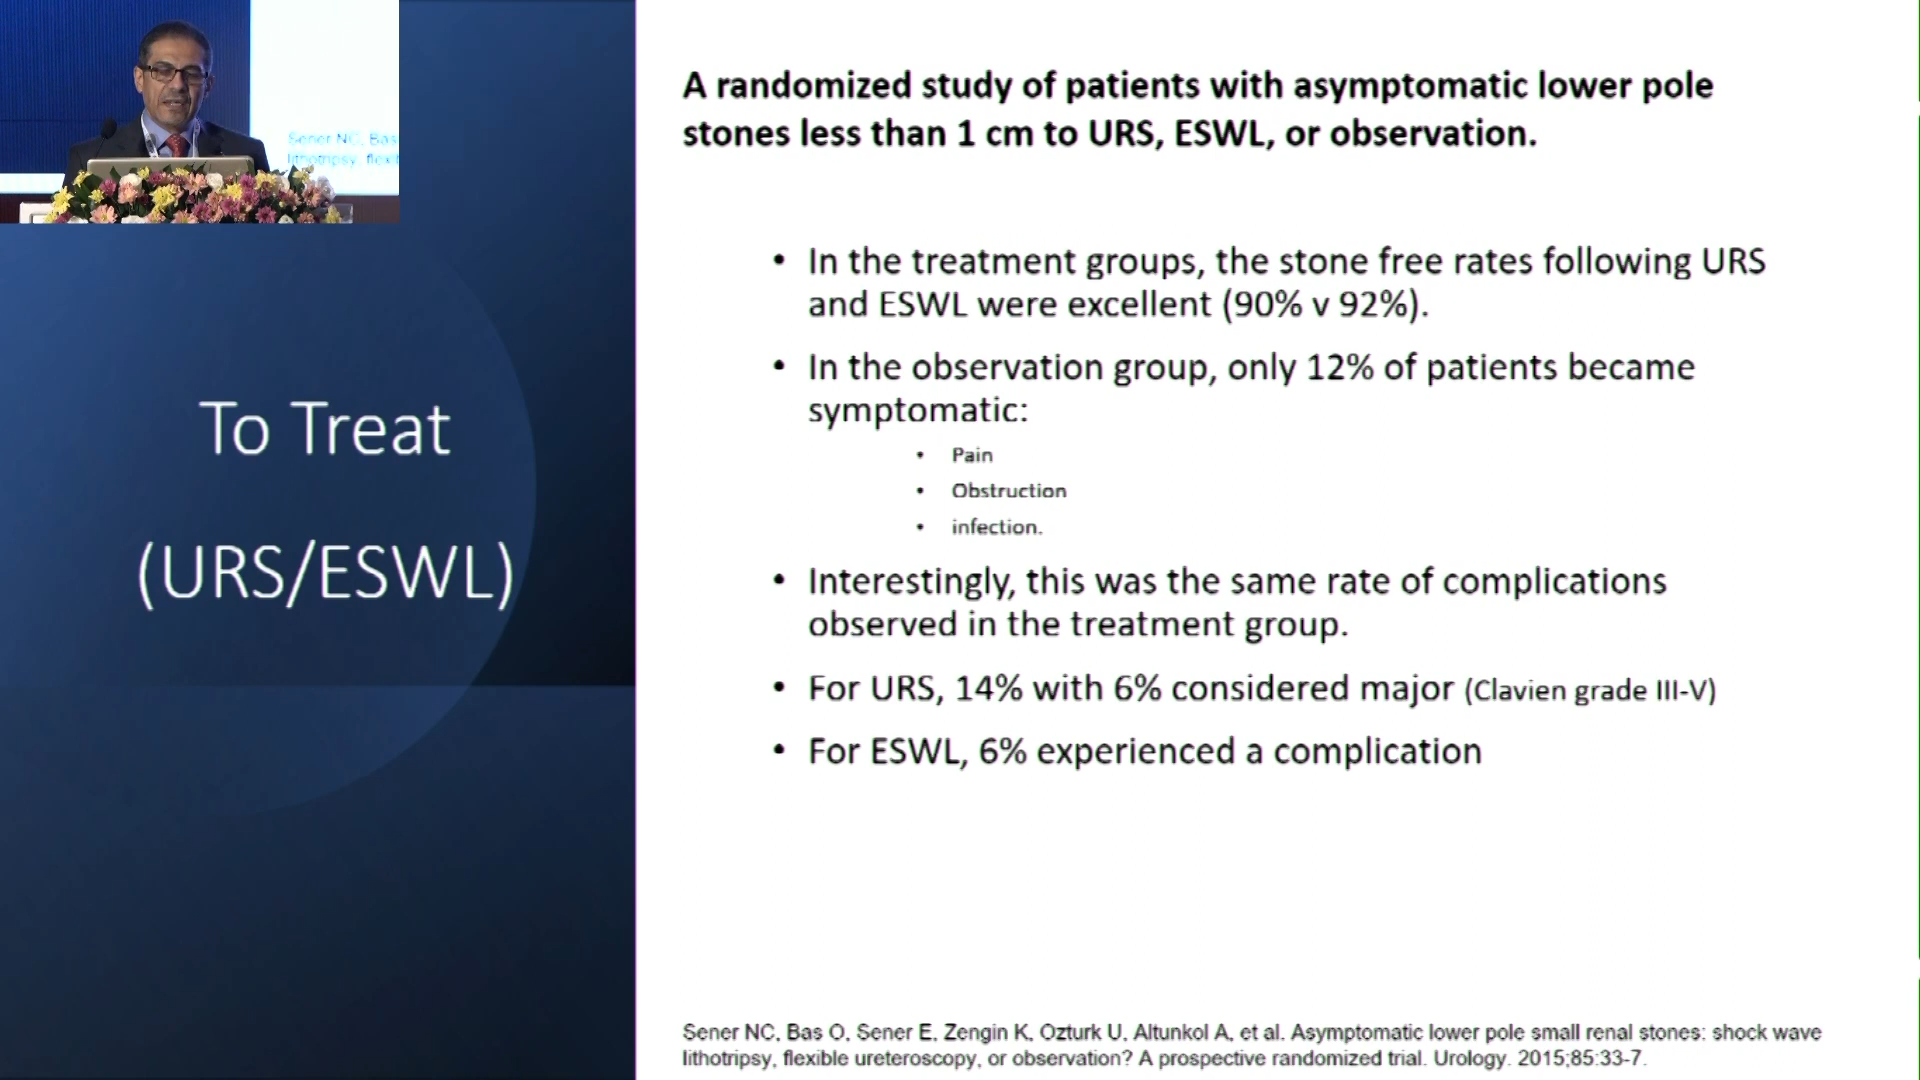 Sener NC, Bas
lithotripsy, flexi
To Treat
(URS/ESWL)
A randomized study of patients with asymptomatic lower pole
stones less than 1 cm to URS, ESWL, or observation.
• In the treatment groups, the stone free rates following URS
and ESWL were excellent (90% v 92%).
• In the observation group, only 12% of patients became
symptomatic:
• Pain
• Obstruction
• infection.
• Interestingly, this was the same rate of complications
observed in the treatment group.
• For URS, 14% with 6% considered major (Clavien grade III-V)
• For ESWL, 6% experienced a complication
Sener NC, Bas O, Sener E, Zengin K, Ozturk U, Altunkol A, et al. Asymptomatic lower pole small renal stones: shock wave
lithotripsy, flexible ureteroscopy, or observation? A prospective randomized trial. Urology. 2015;85:33-7.